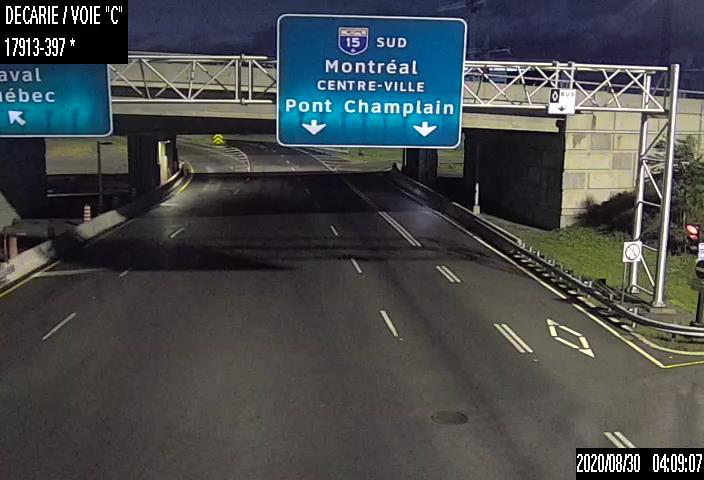 DECARIE / VOIE "C"
17913-397 *
aval
ébec
15 SUD
Montréal
CENTRE-VILLE
Pont Champlain
BUS
2020/08/30 04:09:07